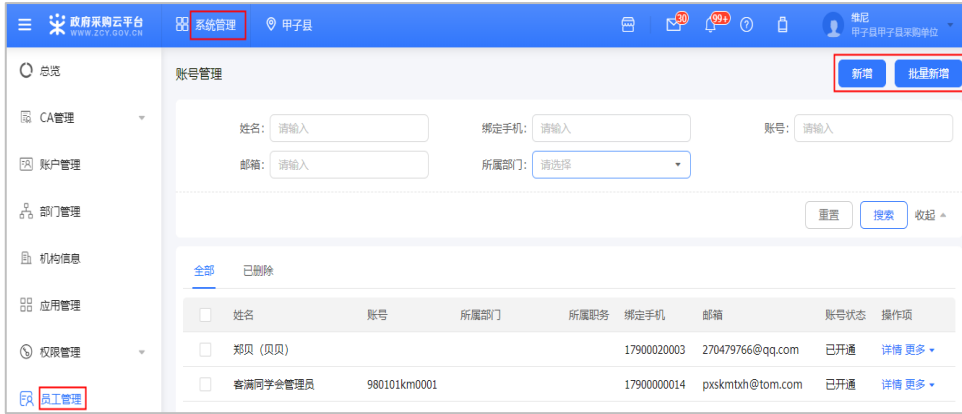 政府采购云平台
WWW.ZCY.GOV.CN
系统管理
甲子县
30
99+
维尼
甲子县甲子县采购单位
总览
CA管理
账户管理
部门管理
机构信息
应用管理
权限管理
员工管理
账号管理
新增
批量新增
姓名: 请输入
绑定手机: 请输入
账号: 请输入
邮箱: 请输入
所属部门: 请选择
重置
搜索
收起
全部
已删除
姓名 账号 所属部门 所属职务 绑定手机 邮箱 账号状态 操作项
郑贝（贝贝） 17900020003 270479766@qq.com 已开通 详情 更多
客满同学会管理员 980101km0001 17900000014 pxskmtxh@tom.com 已开通 详情 更多